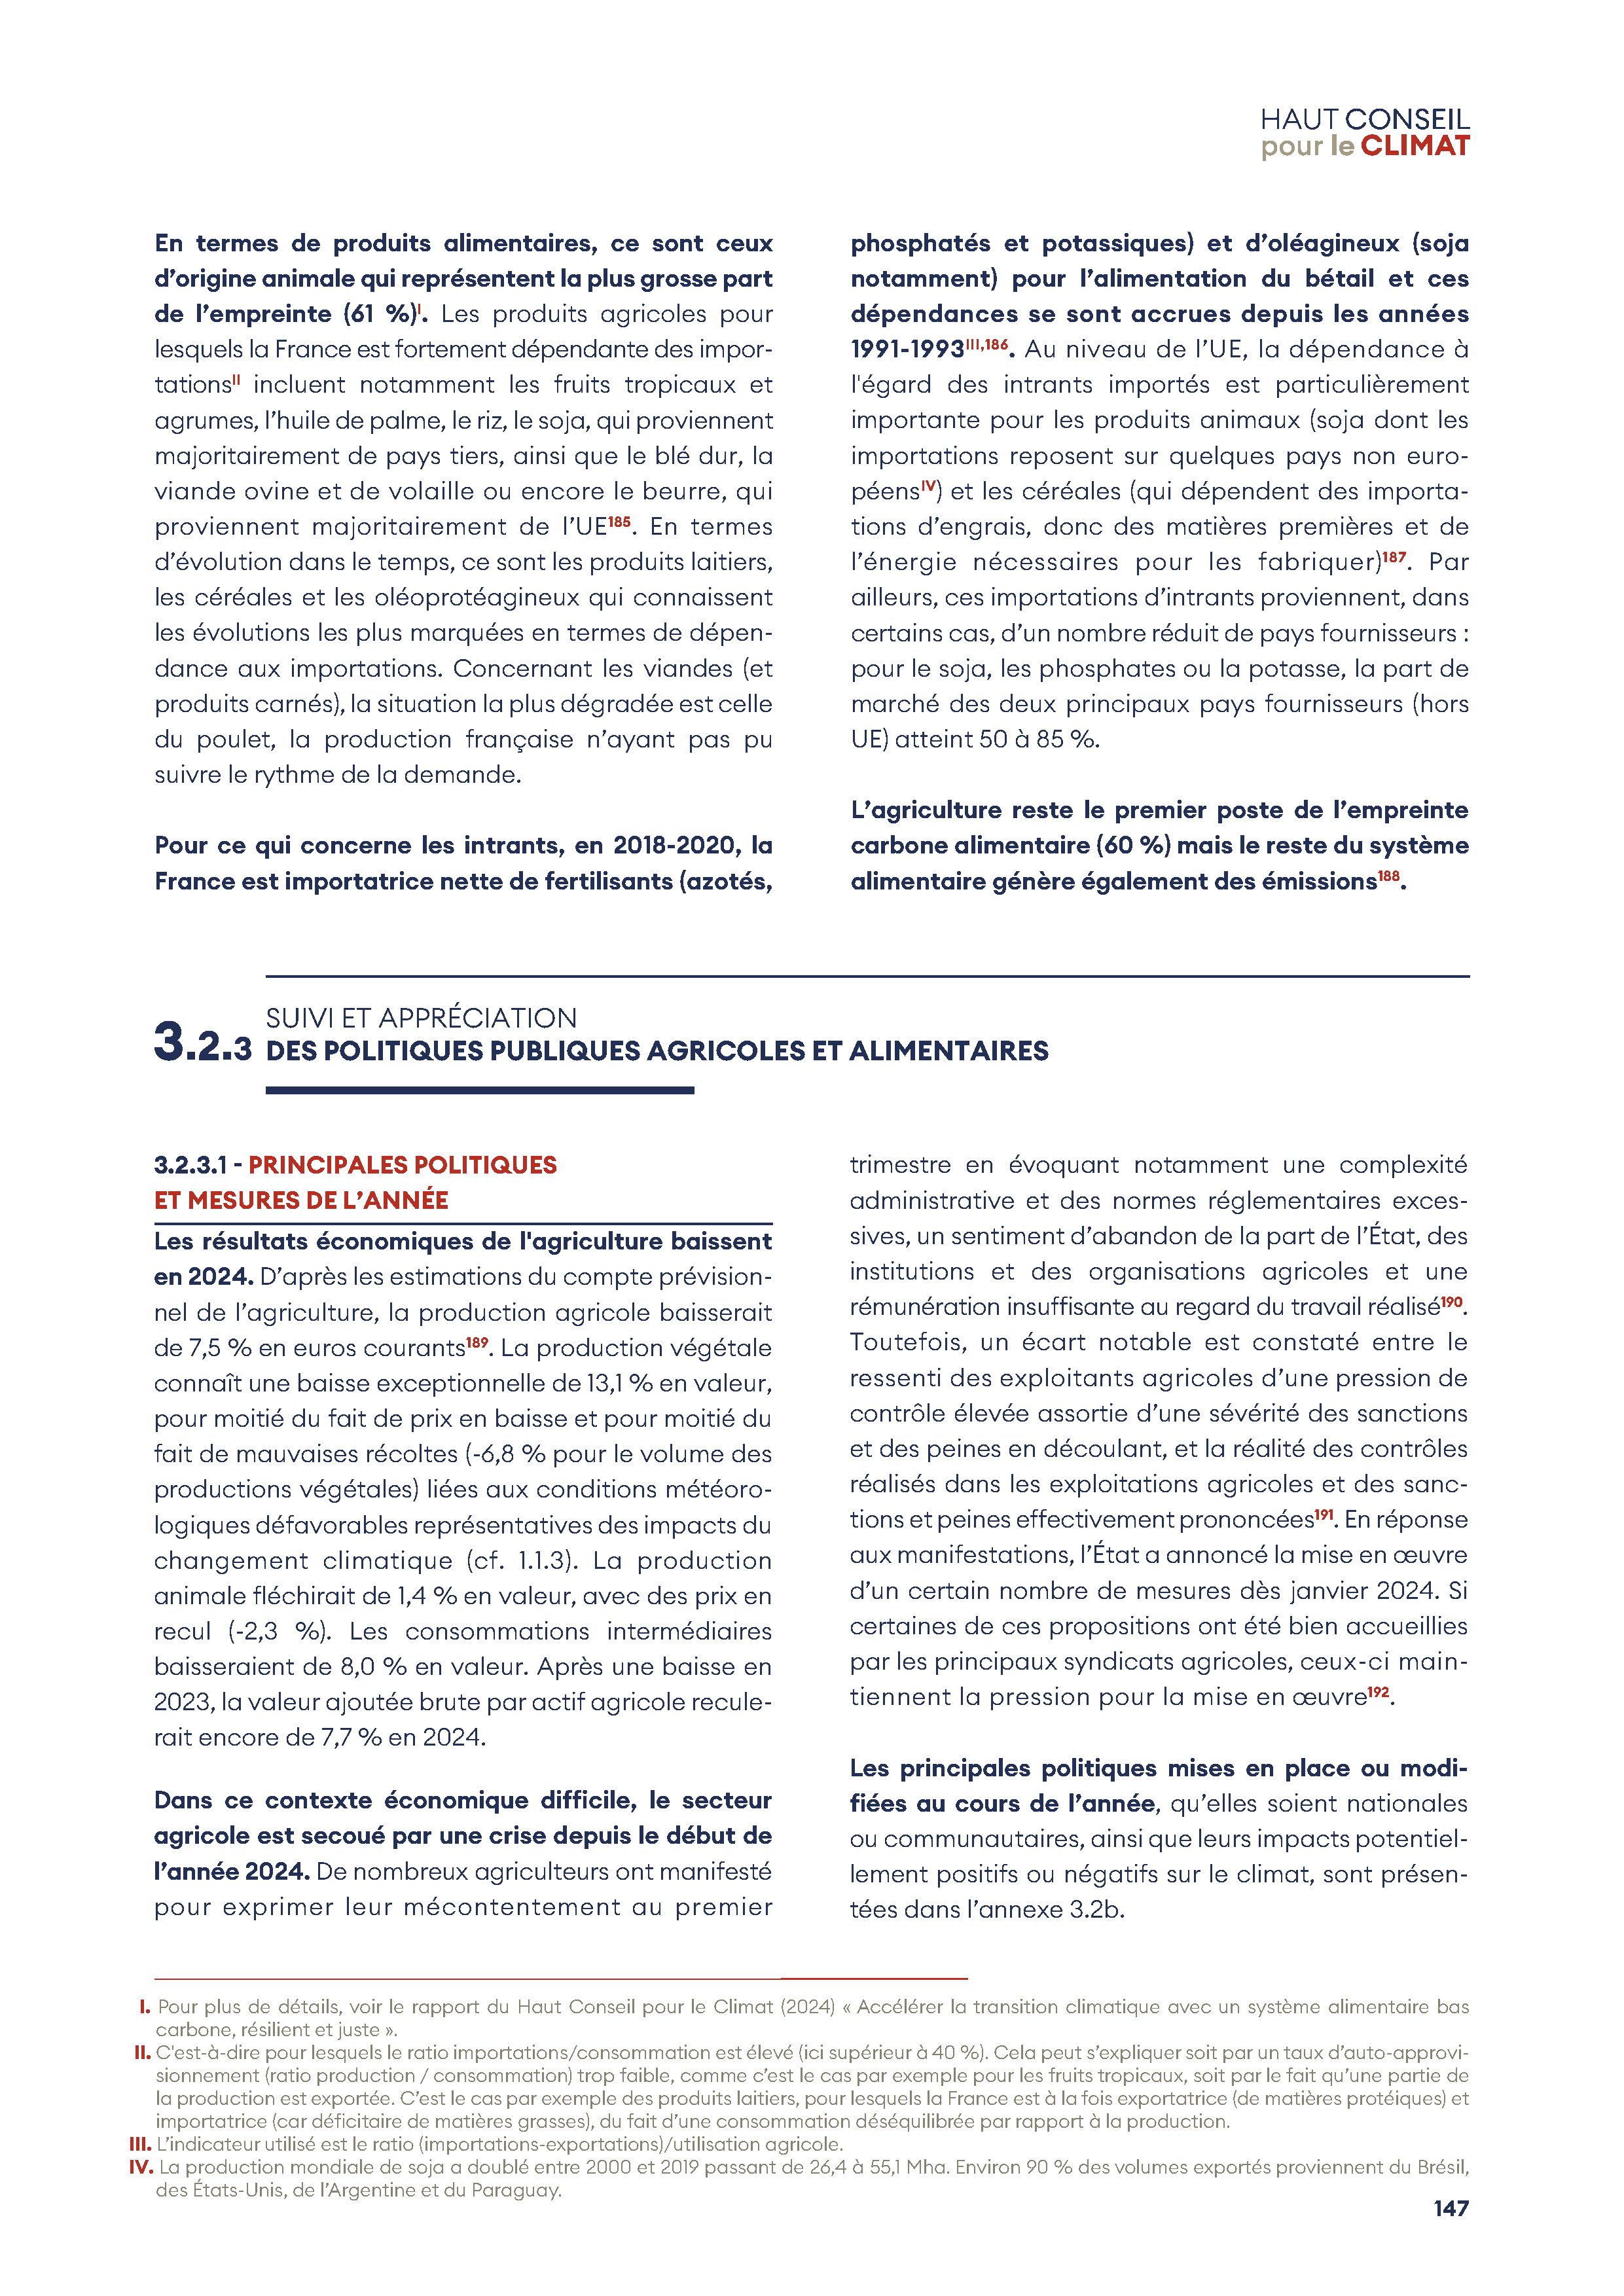 HAUT CONSEIL
pour le CLIMAT
En termes de produits alimentaires, ce sont ceux
d’origine animale qui représentent la plus grosse part
de l’empreinte (61 %)I. Les produits agricoles pour
lesquels la France est fortement dépendante des impor-
tationsII incluent notamment les fruits tropicaux et
agrumes, l’huile de palme, le riz, le soja, qui proviennent
majoritairement de pays tiers, ainsi que le blé dur, la
viande ovine et de volaille ou encore le beurre, qui
proviennent majoritairement de l’UE185. En termes
d’évolution dans le temps, ce sont les produits laitiers,
les céréales et les oléoprotéagineux qui connaissent
les évolutions les plus marquées en termes de dépen-
dance aux importations. Concernant les viandes (et
produits carnés), la situation la plus dégradée est celle
du poulet, la production française n’ayant pas pu
suivre le rythme de la demande.
Pour ce qui concerne les intrants, en 2018-2020, la
France est importatrice nette de fertilisants (azotés,
phosphatés et potassiques) et d’oléagineux (soja
notamment) pour l’alimentation du bétail et ces
dépendances se sont accrues depuis les années
1991-1993III,186. Au niveau de l’UE, la dépendance à
l'égard des intrants importés est particulièrement
importante pour les produits animaux (soja dont les
importations reposent sur quelques pays non euro-
péensIV) et les céréales (qui dépendent des importa-
tions d’engrais, donc des matières premières et de
l’énergie nécessaires pour les fabriquer)187. Par
ailleurs, ces importations d’intrants proviennent, dans
certains cas, d’un nombre réduit de pays fournisseurs :
pour le soja, les phosphates ou la potasse, la part de
marché des deux principaux pays fournisseurs (hors
UE) atteint 50 à 85 %.
L’agriculture reste le premier poste de l’empreinte
carbone alimentaire (60 %) mais le reste du système
alimentaire génère également des émissions188.
3.2.3 SUIVI ET APPRÉCIATION
DES POLITIQUES PUBLIQUES AGRICOLES ET ALIMENTAIRES
3.2.3.1 - PRINCIPALES POLITIQUES
ET MESURES DE L’ANNÉE
Les résultats économiques de l'agriculture baissent
en 2024. D’après les estimations du compte prévision-
nel de l’agriculture, la production agricole baisserait
de 7,5 % en euros courants189. La production végétale
connaît une baisse exceptionnelle de 13,1 % en valeur,
pour moitié du fait de prix en baisse et pour moitié du
fait de mauvaises récoltes (-6,8 % pour le volume des
productions végétales) liées aux conditions météoro-
logiques défavorables représentatives des impacts du
changement climatique (cf. 1.1.3). La production
animale fléchirait de 1,4 % en valeur, avec des prix en
recul (-2,3 %). Les consommations intermédiaires
baisseraient de 8,0 % en valeur. Après une baisse en
2023, la valeur ajoutée brute par actif agricole recule-
rait encore de 7,7 % en 2024.
Dans ce contexte économique difficile, le secteur
agricole est secoué par une crise depuis le début de
l’année 2024. De nombreux agriculteurs ont manifesté
pour exprimer leur mécontentement au premier
trimestre en évoquant notamment une complexité
administrative et des normes réglementaires exces-
sives, un sentiment d’abandon de la part de l’État, des
institutions et des organisations agricoles et une
rémunération insuffisante au regard du travail réalisé190.
Toutefois, un écart notable est constaté entre le
ressenti des exploitants agricoles d’une pression de
contrôle élevée assortie d’une sévérité des sanctions
et des peines en découlant, et la réalité des contrôles
réalisés dans les exploitations agricoles et des sanc-
tions et peines effectivement prononcées191. En réponse
aux manifestations, l’État a annoncé la mise en œuvre
d’un certain nombre de mesures dès janvier 2024. Si
certaines de ces propositions ont été bien accueillies
par les principaux syndicats agricoles, ceux-ci main-
tiennent la pression pour la mise en œuvre192.
Les principales politiques mises en place ou modi-
fiées au cours de l’année, qu’elles soient nationales
ou communautaires, ainsi que leurs impacts potentiel-
lement positifs ou négatifs sur le climat, sont présen-
tées dans l’annexe 3.2b.
I. Pour plus de détails, voir le rapport du Haut Conseil pour le Climat (2024) « Accélérer la transition climatique avec un système alimentaire bas
carbone, résilient et juste ».
II. C'est-à-dire pour lesquels le ratio importations/consommation est élevé (ici supérieur à 40 %). Cela peut s’expliquer soit par un taux d’auto-approvi-
sionnement (ratio production / consommation) trop faible, comme c’est le cas par exemple pour les fruits tropicaux, soit par le fait qu’une partie de
la production est exportée. C’est le cas par exemple des produits laitiers, pour lesquels la France est à la fois exportatrice (de matières protéiques) et
importatrice (car déficitaire de matières grasses), du fait d’une consommation déséquilibrée par rapport à la production.
III. L’indicateur utilisé est le ratio (importations-exportations)/utilisation agricole.
IV. La production mondiale de soja a doublé entre 2000 et 2019 passant de 26,4 à 55,1 Mha. Environ 90 % des volumes exportés proviennent du Brésil,
des États-Unis, de l’Argentine et du Paraguay.
147